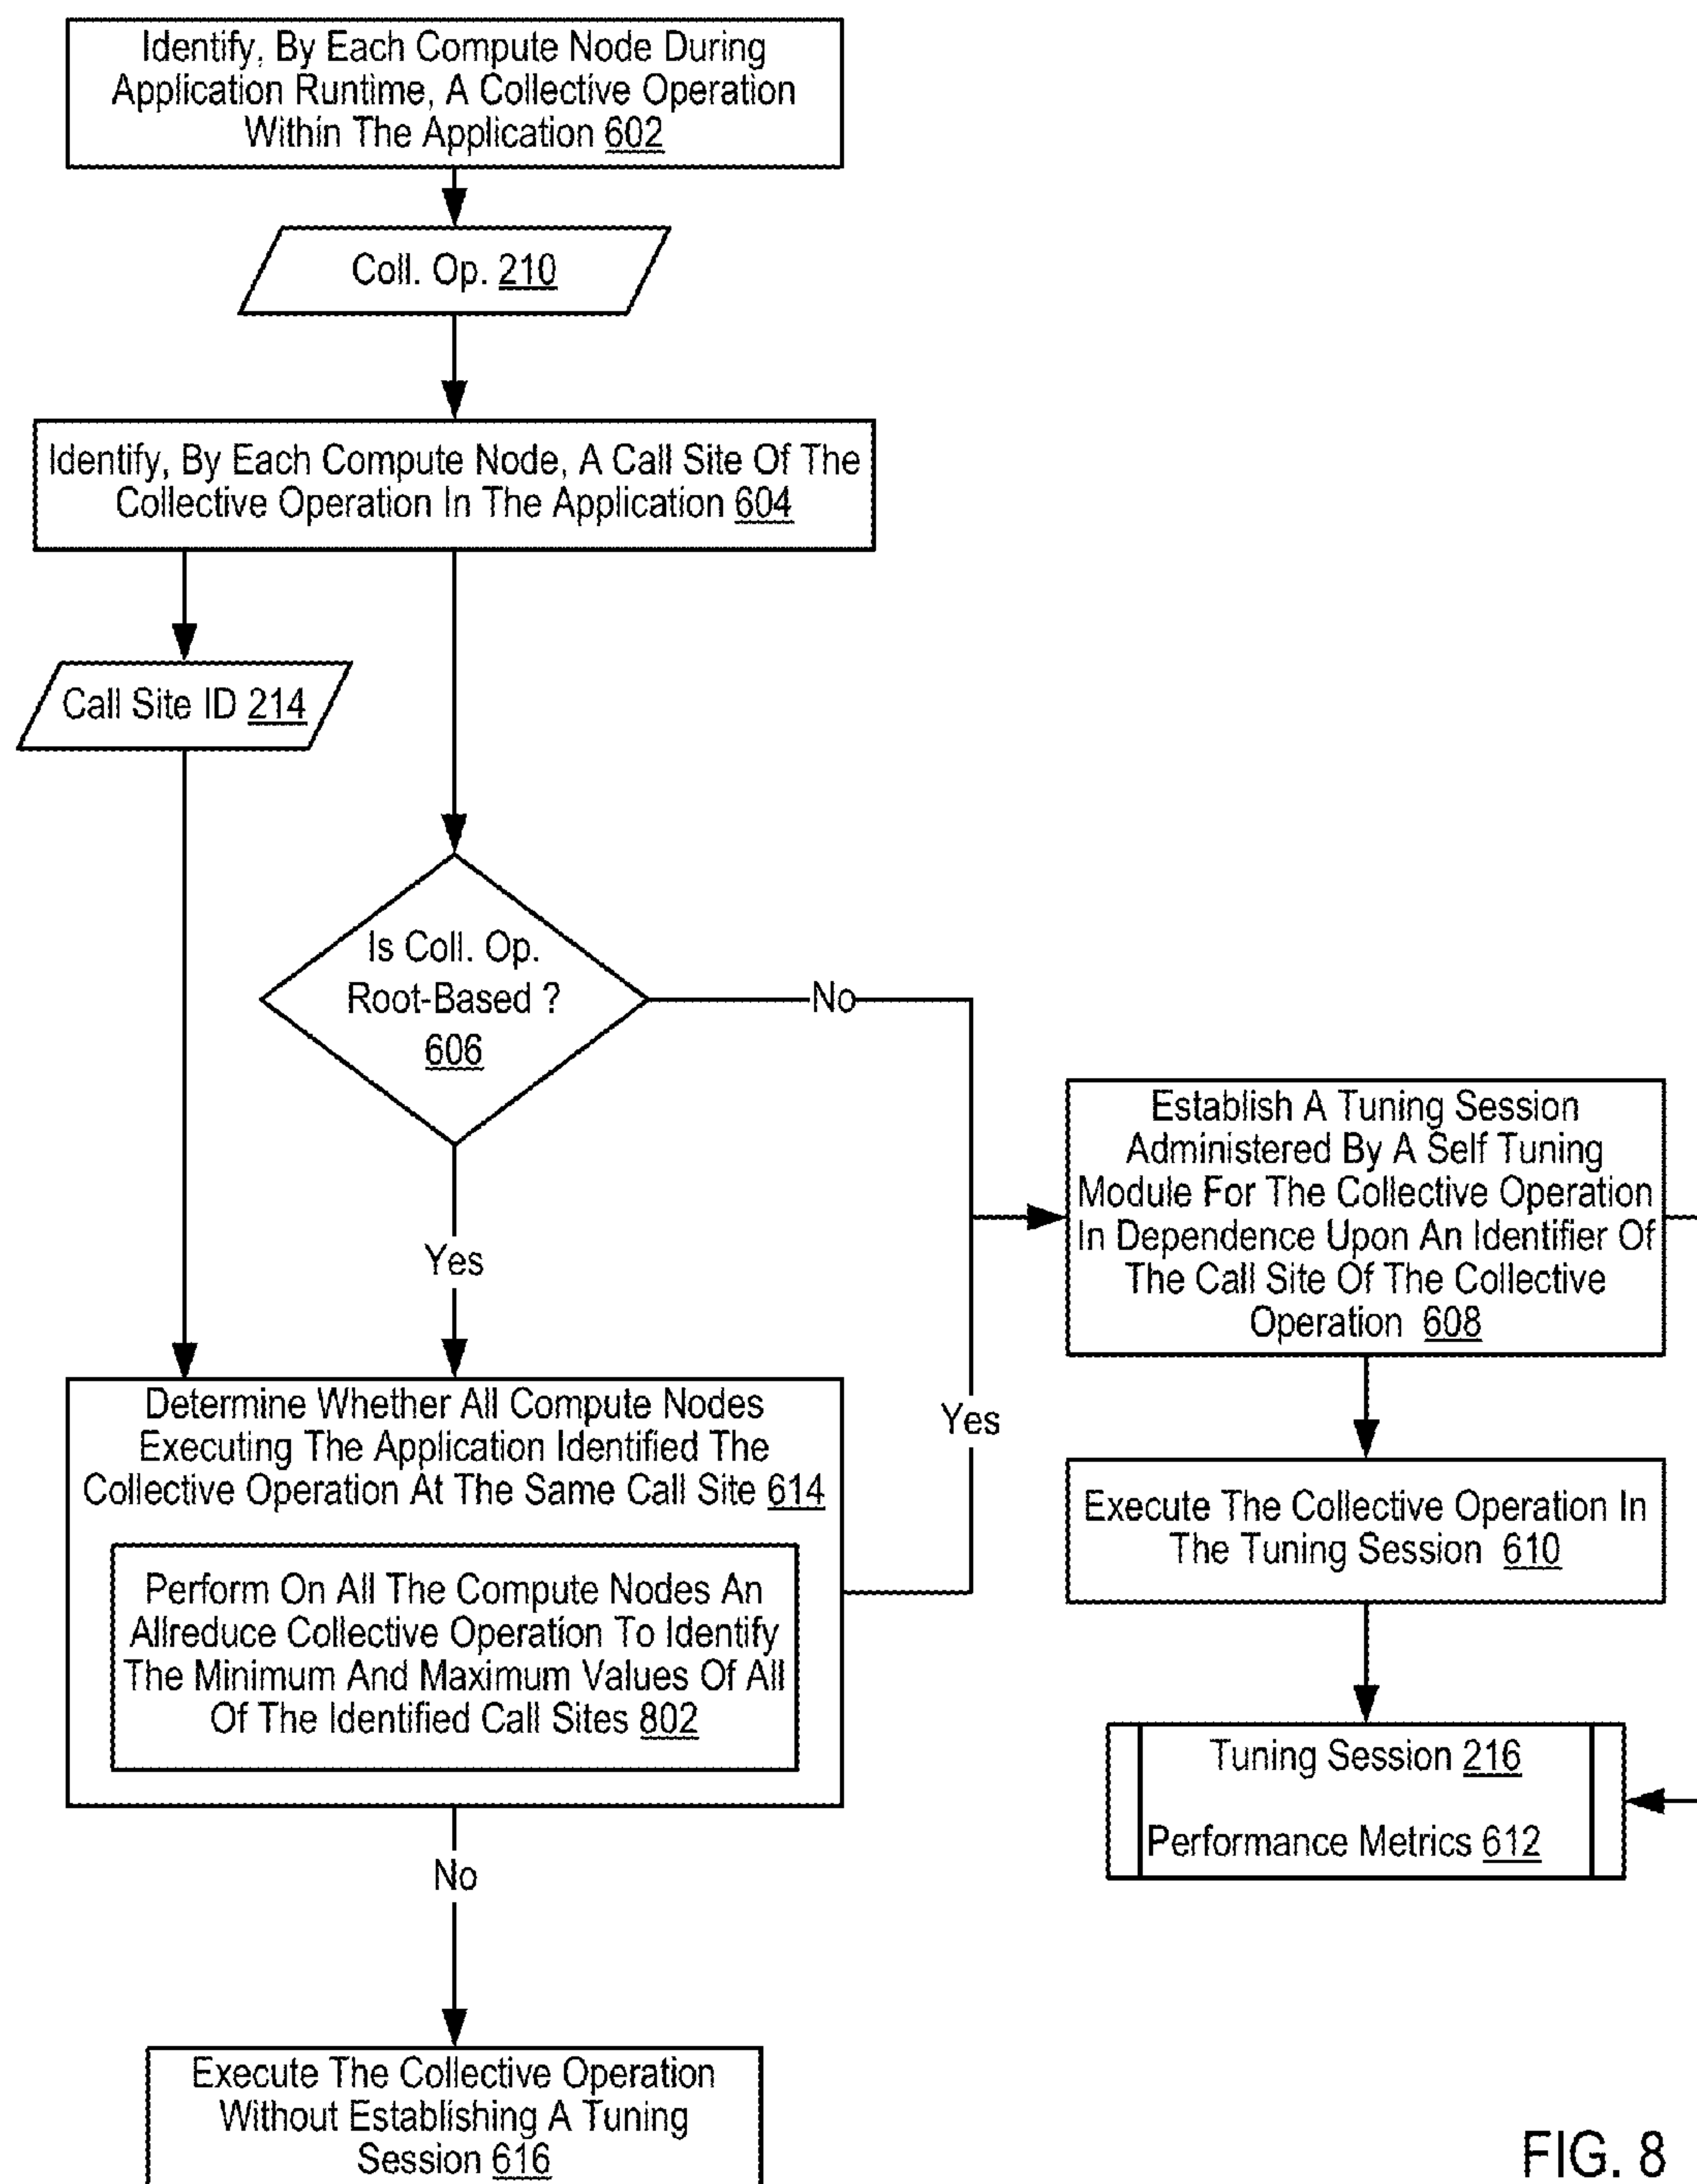 Identify, By Each Compute Node During
Application Runtime, A Collective Operation
Within The Application 602
Coll. Op. 210
Identify, By Each Compute Node, A Call Site Of The
Collective Operation In The Application 604
Call Site ID 214
Is Coll. Op.
Root-Based ?
606
No
Yes
Establish A Tuning Session
Administered By A Self Tuning
Module For The Collective Operation
In Dependence Upon An Identifier Of
The Call Site Of The Collective
Operation 608
Determine Whether All Compute Nodes
Executing The Application Identified The
Collective Operation At The Same Call Site 614
Perform On All The Compute Nodes An
Allreduce Collective Operation To Identify
The Minimum And Maximum Values Of All
Of The Identified Call Sites 802
Yes
Execute The Collective Operation In
The Tuning Session 610
Tuning Session 216
Performance Metrics 612
No
Execute The Collective Operation
Without Establishing A Tuning
Session 616
FIG. 8